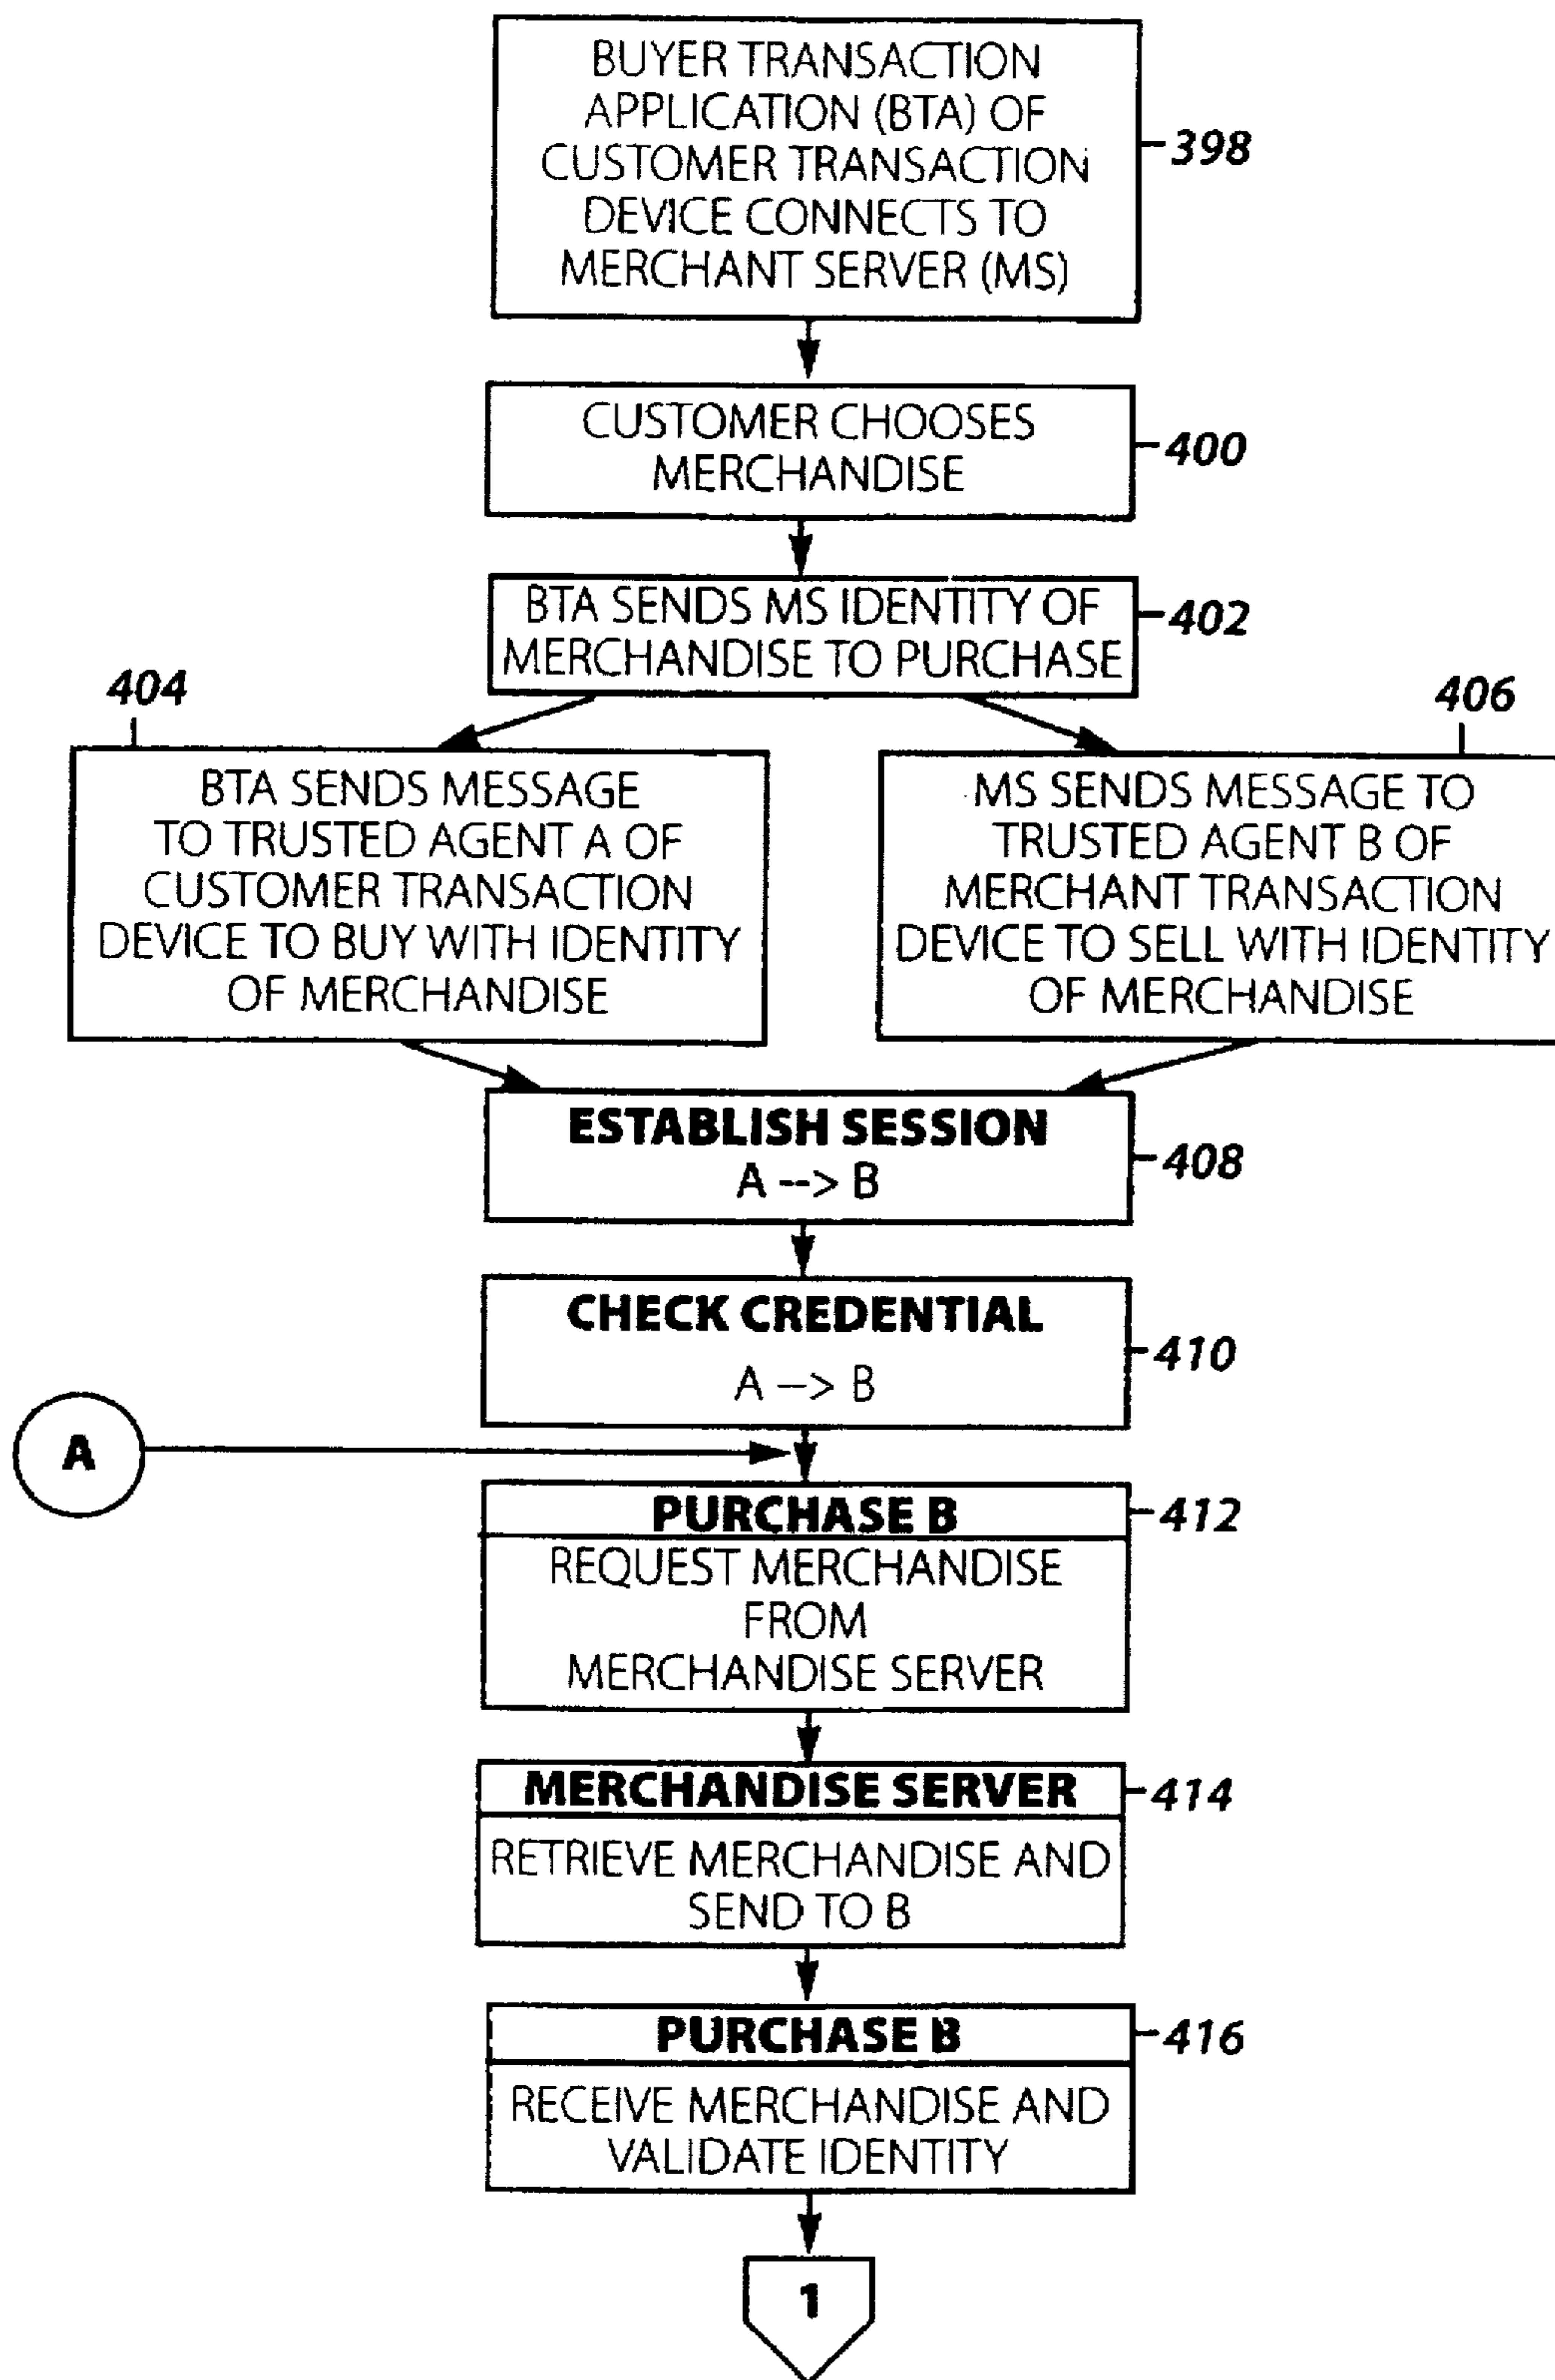 BUYER TRANSACTION
APPLICATION (BTA) OF
CUSTOMER TRANSACTION
DEVICE CONNECTS TO
MERCHANT SERVER (MS)
398
CUSTOMER CHOOSES
MERCHANDISE
400
BTA SENDS MS IDENTITY OF
MERCHANDISE TO PURCHASE
402
404
BTA SENDS MESSAGE
TO TRUSTED AGENT A OF
CUSTOMER TRANSACTION
DEVICE TO BUY WITH IDENTITY
OF MERCHANDISE
406
MS SENDS MESSAGE TO
TRUSTED AGENT B OF
MERCHANT TRANSACTION
DEVICE TO SELL WITH IDENTITY
OF MERCHANDISE
ESTABLISH SESSION
A --> B
408
CHECK CREDENTIAL
A –> B
410
A
PURCHASE B
412
REQUEST MERCHANDISE
FROM
MERCHANDISE SERVER
MERCHANDISE SERVER
414
RETRIEVE MERCHANDISE AND
SEND TO B
PURCHASE B
416
RECEIVE MERCHANDISE AND
VALIDATE IDENTITY
1